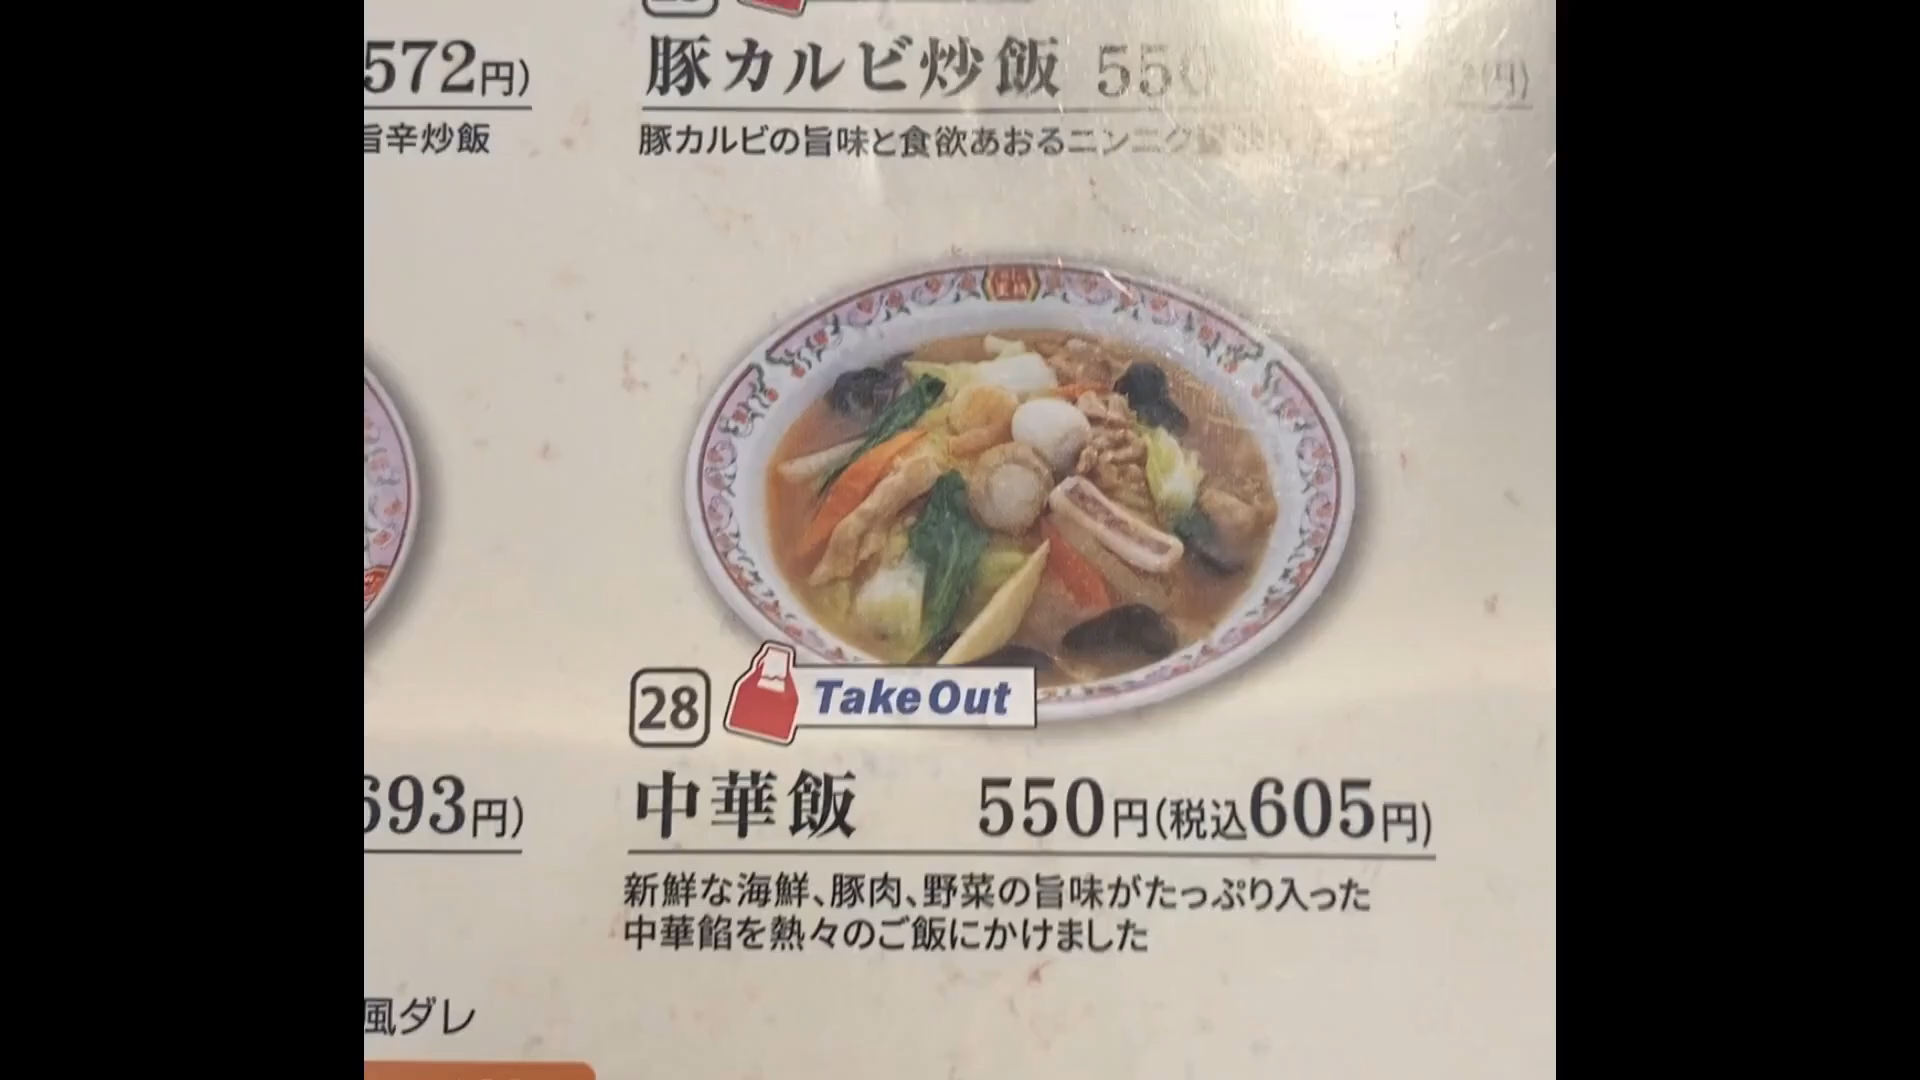 572円)
旨辛炒飯
豚カルビ炒飯 550
円)
豚カルビの旨味と食欲あおるニンニク
28
Take Out
693円)
中華飯 550円(税込605円)
新鮮な海鮮、豚肉、野菜の旨味がたっぷり入った
中華餡を熱々のご飯にかけました
風ダレ